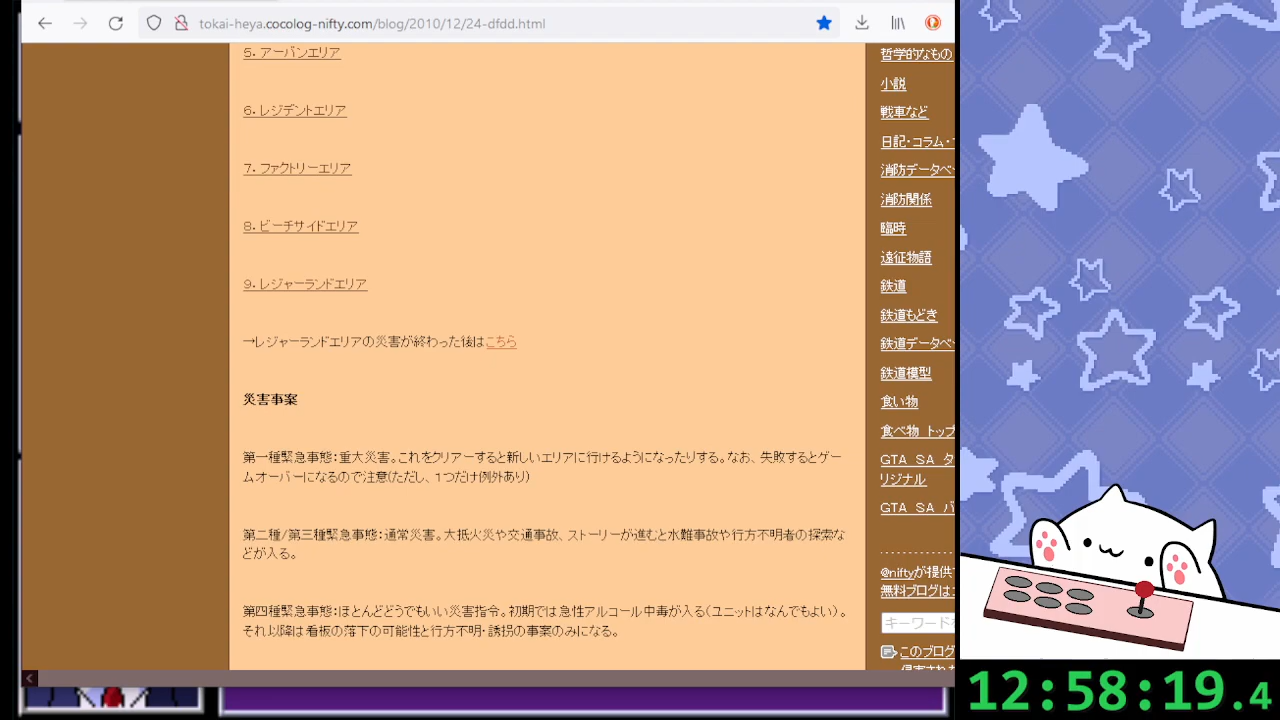 tokai-heya.cocolog-nifty.com/blog/2010/12/24-dfdd.html
5. アーバンエリア
6. レジデントエリア
7. ファクトリーエリア
8. ビーチサイドエリア
9. レジャーランドエリア
→レジャーランドエリアの災害が終わった後はこちら
災害事案
第一種緊急事態：重大災害。これをクリアーすると新しいエリアに行けるようになったりする。なお、失敗するとゲー
ムオーバーになるので注意(ただし、１つだけ例外あり)
第二種/第三種緊急事態：通常災害。大抵火災や交通事故、ストーリーが進むと水難事故や行方不明者の探索な
どが入る。
第四種緊急事態：ほとんどどうでもいい災害指令。初期では急性アルコール中毒が入る(ユニットはなんでもよい)。
それ以降は看板の落下の可能性と行方不明・誘拐の事案のみになる。
哲学的なもの
小説
戦車など
日記・コラム・
消防データベー
消防関係
臨時
遠征物語
鉄道
鉄道もどき
鉄道データベー
鉄道模型
食い物
食べ物 トップ
GTA SA タ
リジナル
GTA SA バ
@niftyが提供
無料ブログは
キーワードを
このブログ
侵害された
12:58:19.4